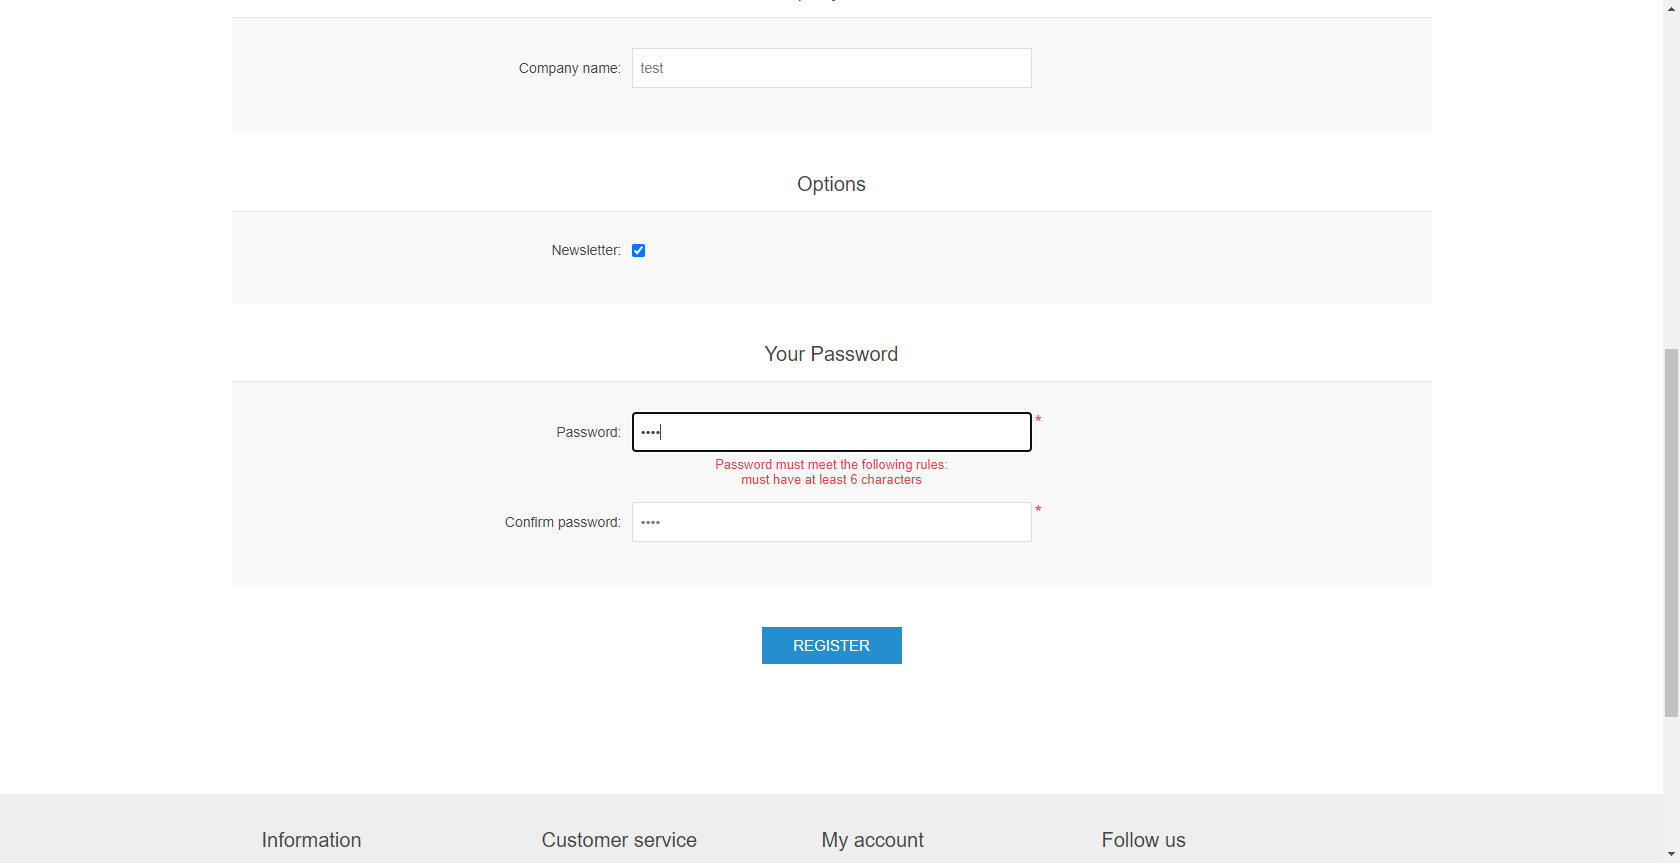 Company name: test
Options
Newsletter:
Your Password
Password: •••• *
Password must meet the following rules:
must have at least 6 characters
Confirm password: •••• *
REGISTER
Information Customer service My account Follow us